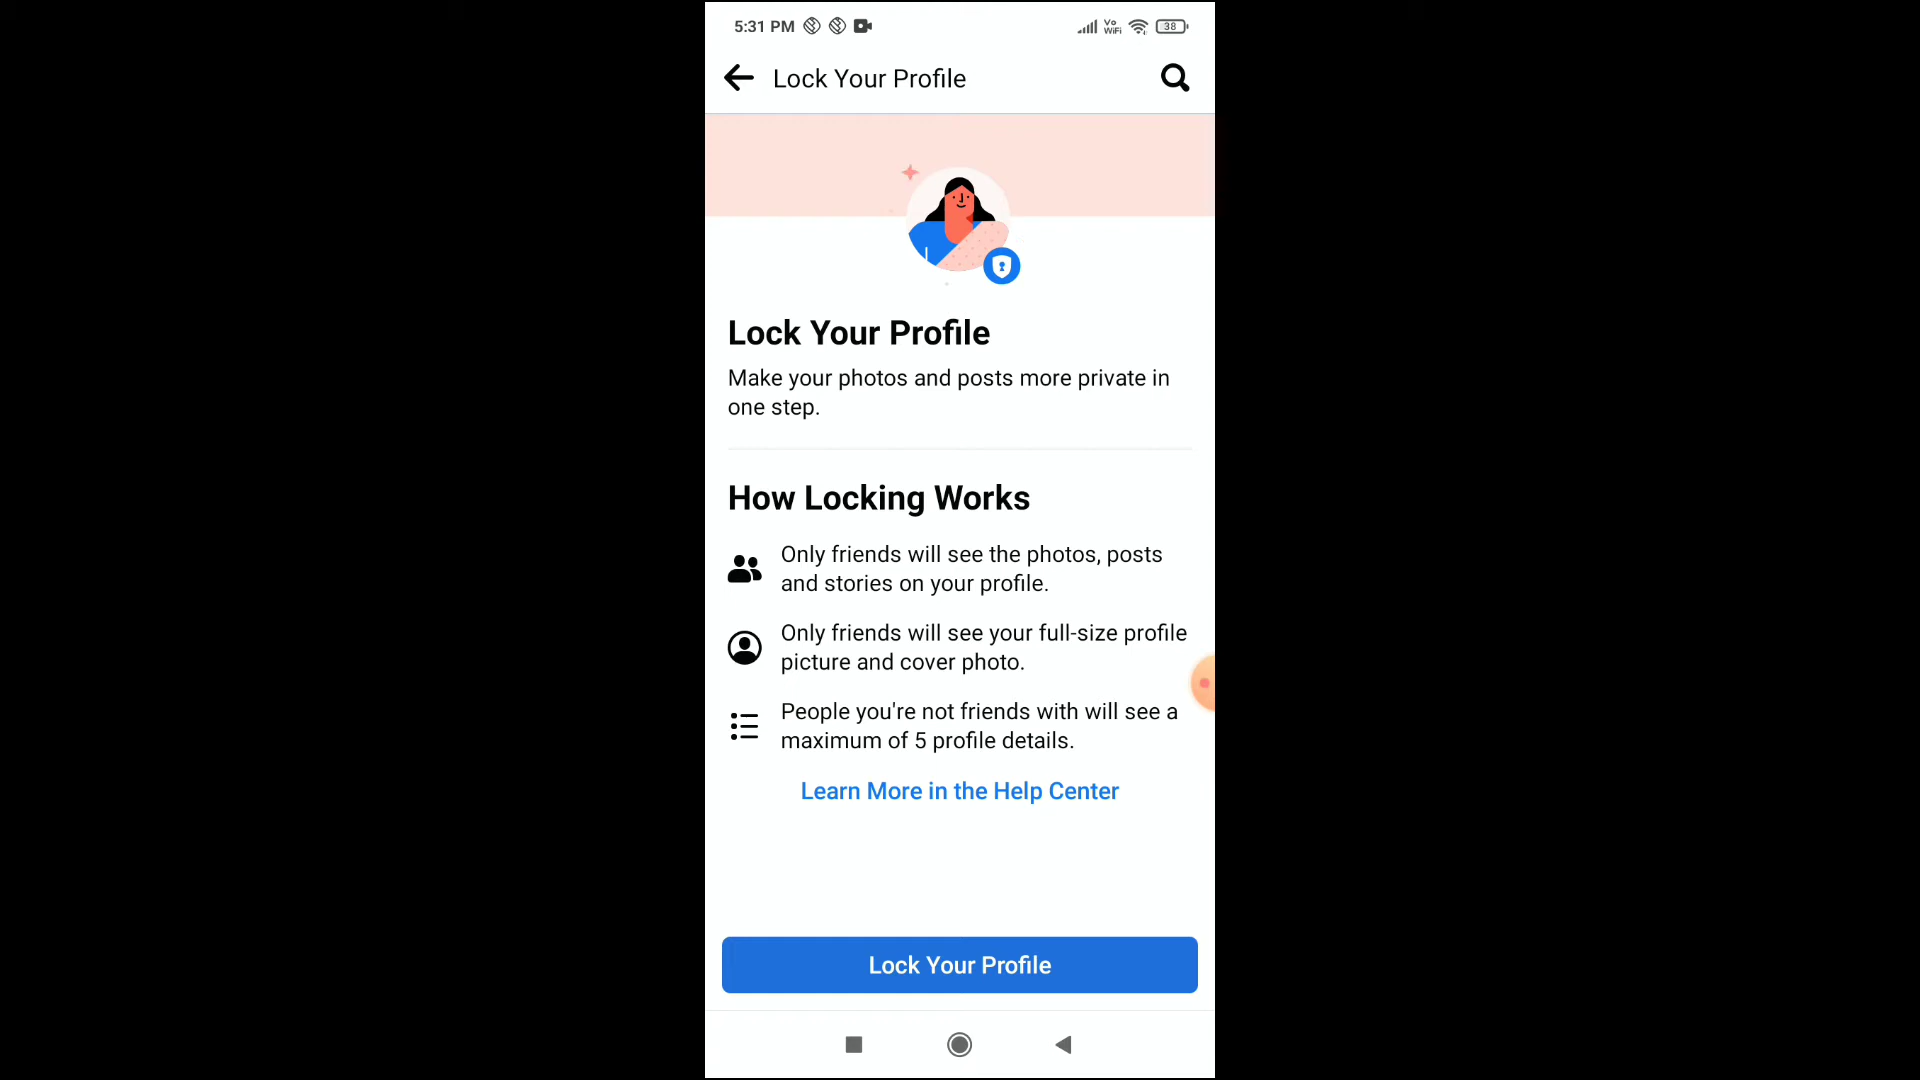 5:31 PM
Vo
WiFi
38
Lock Your Profile
Lock Your Profile
Make your photos and posts more private in
one step.
How Locking Works
Only friends will see the photos, posts
and stories on your profile.
Only friends will see your full-size profile
picture and cover photo.
People you're not friends with will see a
maximum of 5 profile details.
Learn More in the Help Center
Lock Your Profile